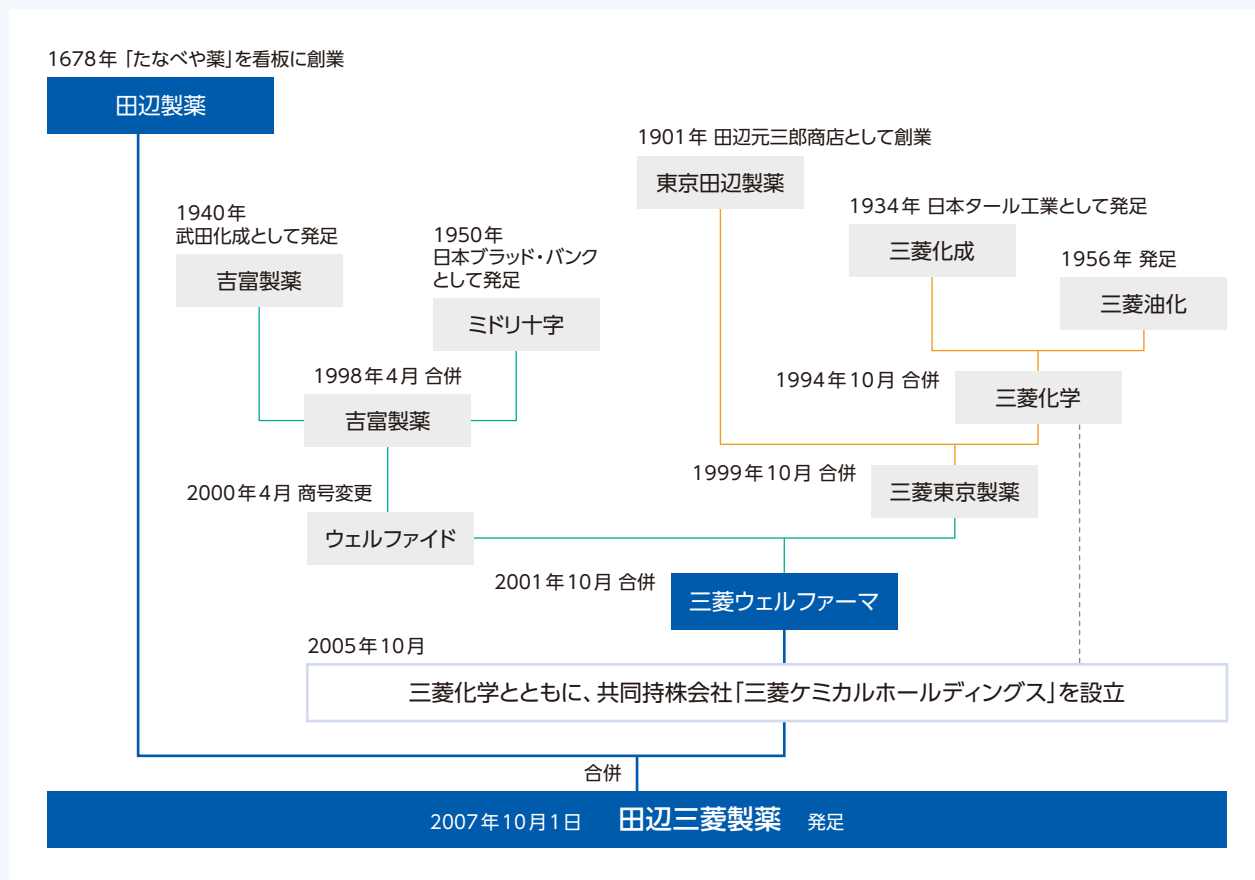 1678年「たなべや薬」を看板に創業
田辺製薬
1901年 田辺元三郎商店として創業
東京田辺製薬
1934年 日本タール工業として発足
三菱化成
1956年 発足
三菱油化
1940年
武田化成として発足
吉富製薬
1950年
日本ブラッド・バンク
として発足
ミドリ十字
1998年4月 合併
吉富製薬
1994年10月 合併
三菱化学
2000年4月 商号変更
ウェルファイド
1999年10月 合併
三菱東京製薬
2001年10月 合併
三菱ウェルファーマ
2005年10月
三菱化学とともに、共同持株会社「三菱ケミカルホールディングス」を設立
合併
2007年10月1日 田辺三菱製薬 発足